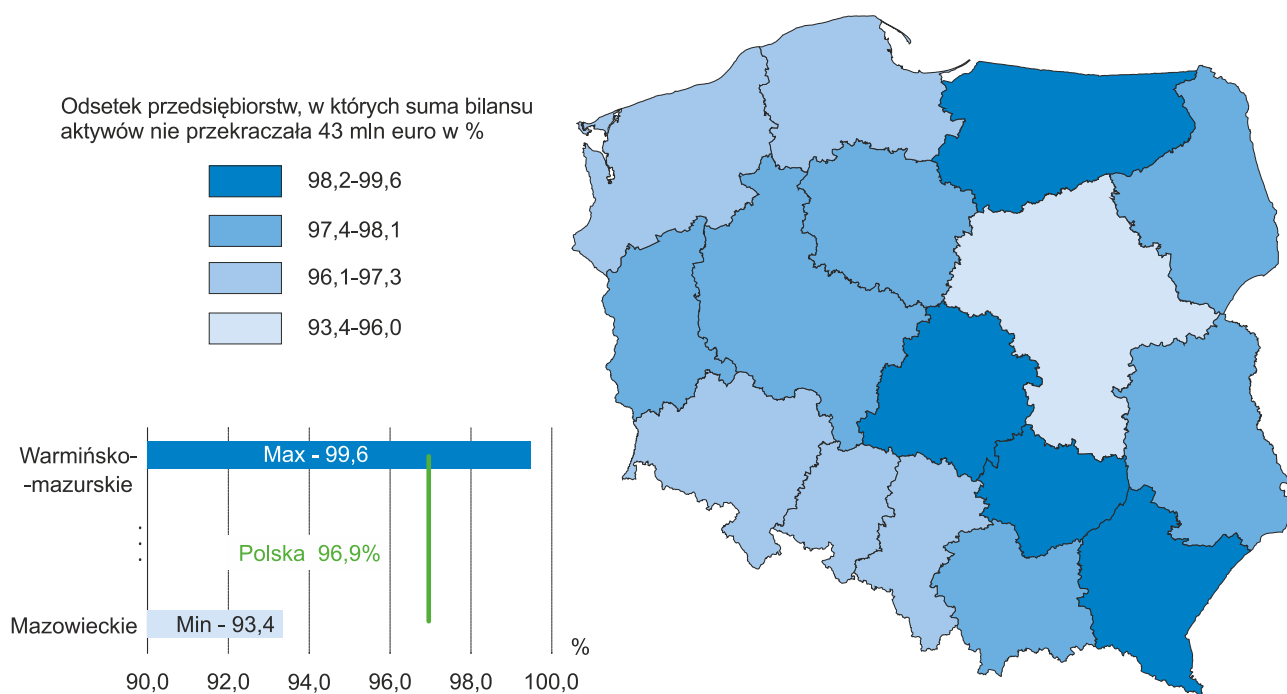 Odsetek przedsiębiorstw, w których suma bilansu
aktywów nie przekraczała 43 mln euro w %
98,2–99,6
97,4–98,1
96,1–97,3
93,4–96,0
Warmińsko-
-mazurskie
Max - 99,6
Polska 96,9%
Mazowieckie
Min - 93,4
%
90,0 92,0 94,0 96,0 98,0 100,0